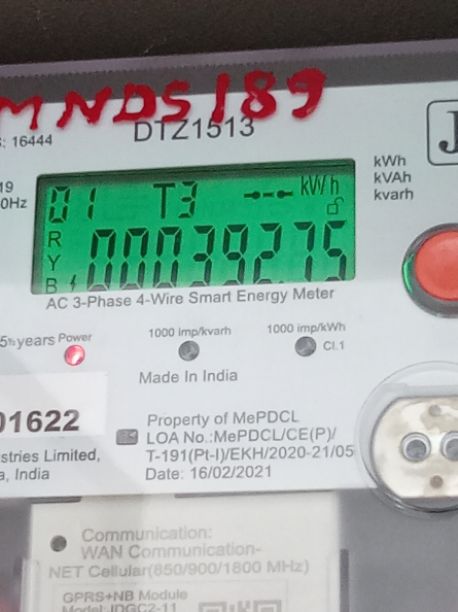 MNDS189
: 16444
DTZ1513
kWh
kVAh
kvarh
19
0Hz
01 T3 kWh
R
Y
B
00039275
AC 3-Phase 4-Wire Smart Energy Meter
5 years
Power
1000 imp/kvarh
1000 imp/kWh
Cl.1
Made In India
01622
stries Limited,
a, India
Property of MePDCL
LOA No.:MePDCL/CE(P)/
T-191(Pt-I)/EKH/2020-21/05
Date: 16/02/2021
Communication:
WAN Communication-
NET Cellular(850/900/1800 MHz)
GPRS+NB Module
Model: IDGC2-11